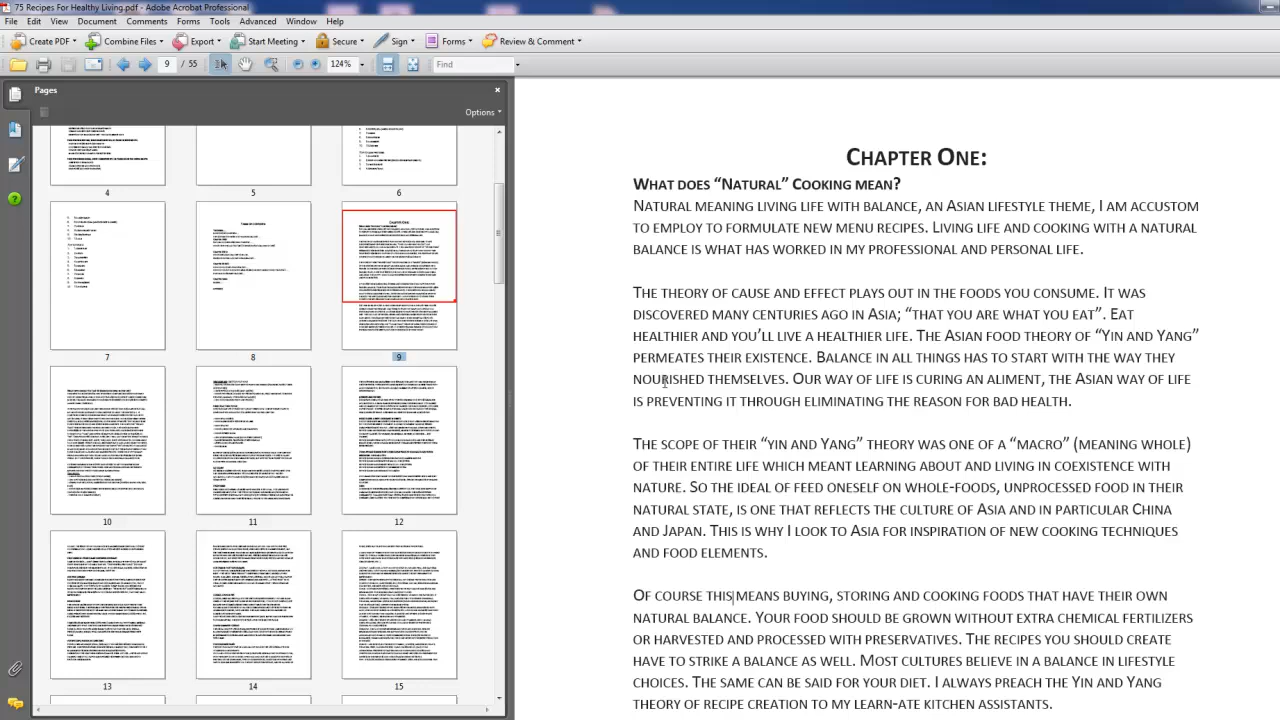 75 Recipes For Healthy Living.pdf - Adobe Acrobat Professional
File Edit View Document Comments Forms Tools Advanced Window Help
Create PDF Combine Files Export Start Meeting Secure Sign Forms Review & Comment
9 / 55 124% Find
Pages
Options
4 5 6
7 8 9
10 11 12
13 14 15
CHAPTER ONE:
WHAT DOES “NATURAL” COOKING MEAN?
NATURAL MEANING LIVING LIFE WITH BALANCE, AN ASIAN LIFESTYLE THEME, I AM ACCUSTOM
TO EMPLOY TO FORMULATE NEW MENU RECIPES. LIVING LIFE AND COOKING WITH A NATURAL
BALANCE IS WHAT HAS WORKED IN MY PROFESSIONAL AND PERSONAL LIFE.
THE THEORY OF CAUSE AND EFFECT PLAYS OUT IN THE FOODS YOU CONSUME. IT WAS
DISCOVERED MANY CENTURIES AGO IN ASIA; “THAT YOU ARE WHAT YOU EAT”. EAT
HEALTHIER AND YOU’LL LIVE A HEALTHIER LIFE. THE ASIAN FOOD THEORY OF “YIN AND YANG”
PERMEATES THEIR EXISTENCE. BALANCE IN ALL THINGS HAS TO START WITH THE WAY THEY
NOURISHED THEMSELVES. OUR WAY OF LIFE IS CURING AN ALIMENT, THE ASIAN WAY OF LIFE
IS PREVENTING IT THROUGH ELIMINATING THE REASON FOR BAD HEALTH.
THE SCOPE OF THEIR “YIN AND YANG” THEORY WAS ONE OF A “MACRO” (MEANING WHOLE)
OF THEIR ENTIRE LIFE WHICH MEANT LEARNING ABOUT AND LIVING IN COEXISTENCE WITH
NATURE. SO THE IDEAL OF FEED ONESELF ON WHOLE FOODS, UNPROCESSED FOOD IN THEIR
NATURAL STATE, IS ONE THAT REFLECTS THE CULTURE OF ASIA AND IN PARTICULAR CHINA
AND JAPAN. THIS IS WHY I LOOK TO ASIA FOR INSPIRATION OF NEW COOKING TECHNIQUES
AND FOOD ELEMENTS.
OF COURSE THIS MEANS BUYING, STORING AND COOKING FOODS THAT HAVE THEIR OWN
NATURAL BALANCE. YOUR FOOD SHOULD BE GROWN WITHOUT EXTRA CHEMICAL FERTILIZERS
OR HARVESTED AND PROCESSED WITH PRESERVATIVES. THE RECIPES YOU SHOULD CREATE
HAVE TO STRIKE A BALANCE AS WELL. MOST CULTURES BELIEVE IN A BALANCE IN LIFESTYLE
CHOICES. THE SAME CAN BE SAID FOR YOUR DIET. I ALWAYS PREACH THE YIN AND YANG
THEORY OF RECIPE CREATION TO MY LEARN-ATE KITCHEN ASSISTANTS.